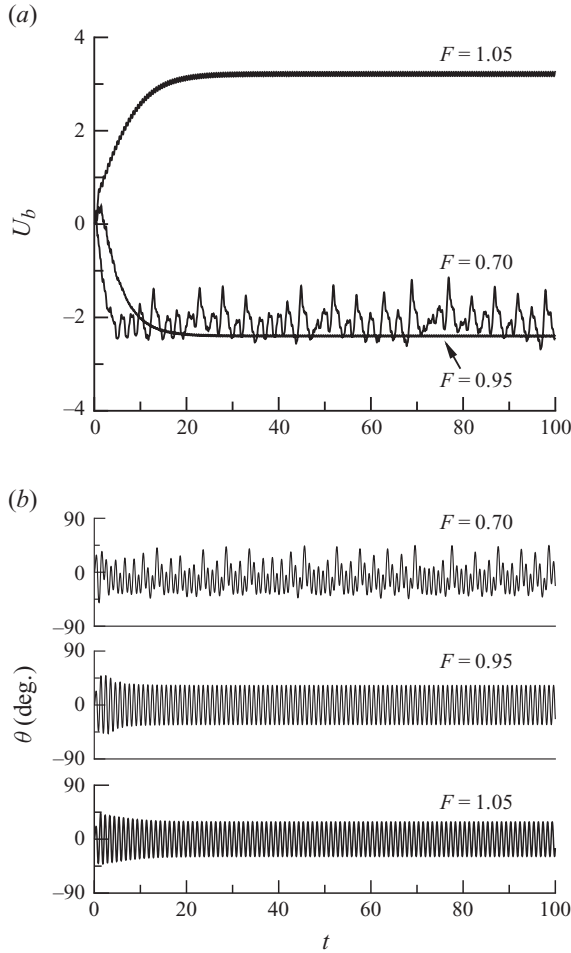 (a)
4
F = 1.05
2
U_b
0
F = 0.70
–2
F = 0.95
–4
0 20 40 60 80 100
(b)
90
F = 0.70
0
–90
90
F = 0.95
0
θ (deg.)
–90
90
F = 1.05
0
–90
0 20 40 60 80 100
t